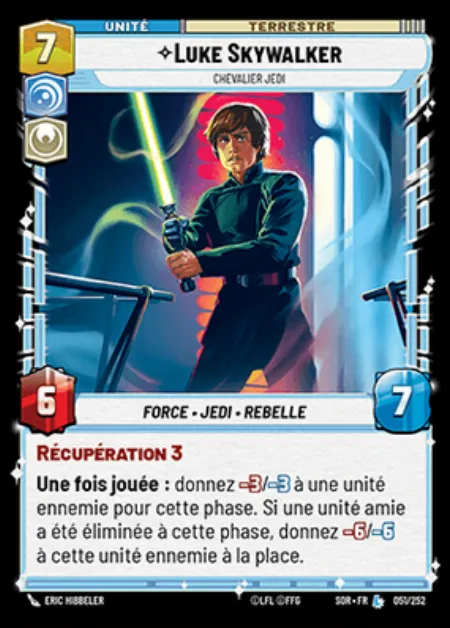 7
UNITÉ
TERRESTRE
LUKE SKYWALKER
CHEVALIER JEDI
6
FORCE • JEDI • REBELLE
7
RÉCUPÉRATION 3
Une fois jouée : donnez -3/-3 à une unité
ennemie pour cette phase. Si une unité amie
a été éliminée à cette phase, donnez -6/-6
à cette unité ennemie à la place.
ERIC HIBBELER
©LFL ©FFG
SOR • FR
L
051/252